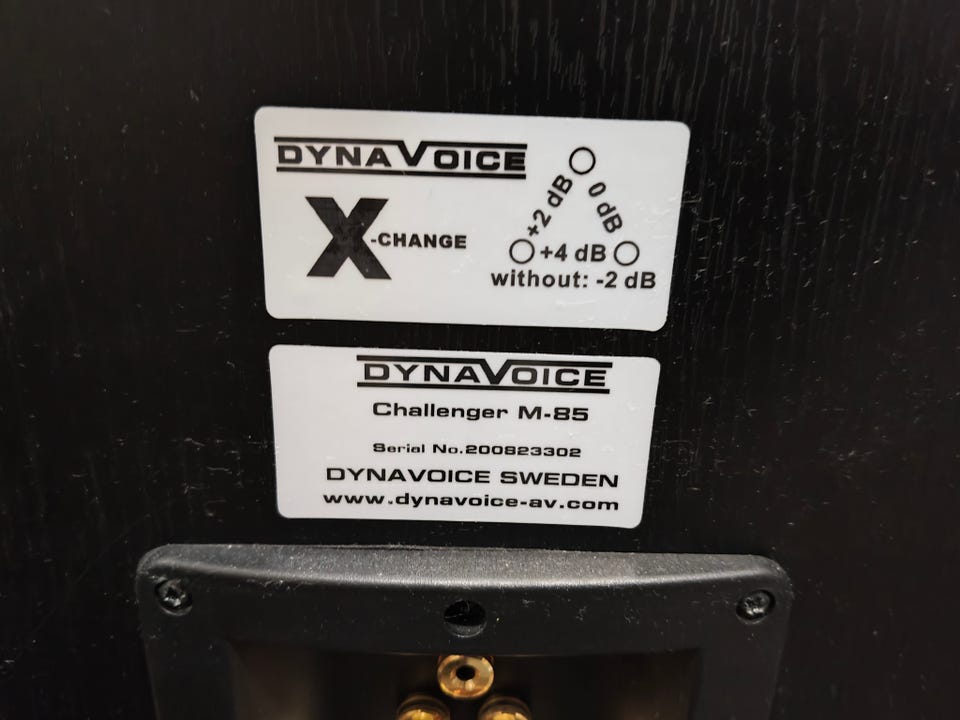 DYNAVOICE
X-CHANGE
+2 dB
0 dB
+4 dB
without: -2 dB
DYNAVOICE
Challenger M-85
Serial No.200823302
DYNAVOICE SWEDEN
www.dynavoice-av.com